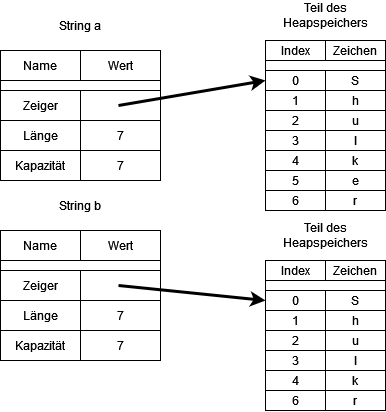 String a
Name Wert
Zeiger
Länge 7
Kapazität 7
Teil des
Heapspeichers
Index Zeichen
0 S
1 h
2 u
3 l
4 k
5 e
6 r
String b
Name Wert
Zeiger
Länge 7
Kapazität 7
Teil des
Heapspeichers
Index Zeichen
0 S
1 h
2 u
3 l
4 k
6 r